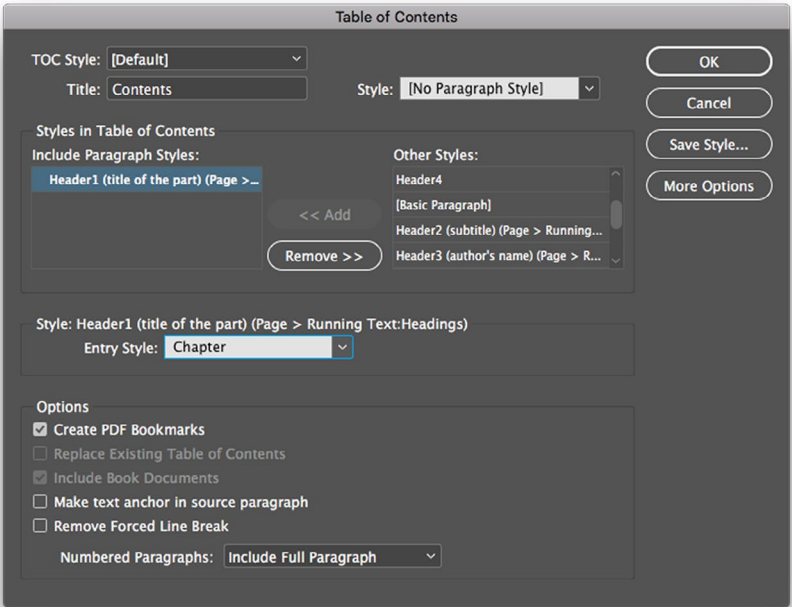 Table of Contents
TOC Style: [Default]
OK
Title: Contents
Style: [No Paragraph Style]
Cancel
Save Style...
More Options
Styles in Table of Contents
Include Paragraph Styles:
Header1 (title of the part) (Page >...
<< Add
Remove >>
Other Styles:
Header4
[Basic Paragraph]
Header2 (subtitle) (Page > Running...
Header3 (author's name) (Page > R...
Style: Header1 (title of the part) (Page > Running Text:Headings)
Entry Style: Chapter
Options
Create PDF Bookmarks
Replace Existing Table of Contents
Include Book Documents
Make text anchor in source paragraph
Remove Forced Line Break
Numbered Paragraphs: Include Full Paragraph